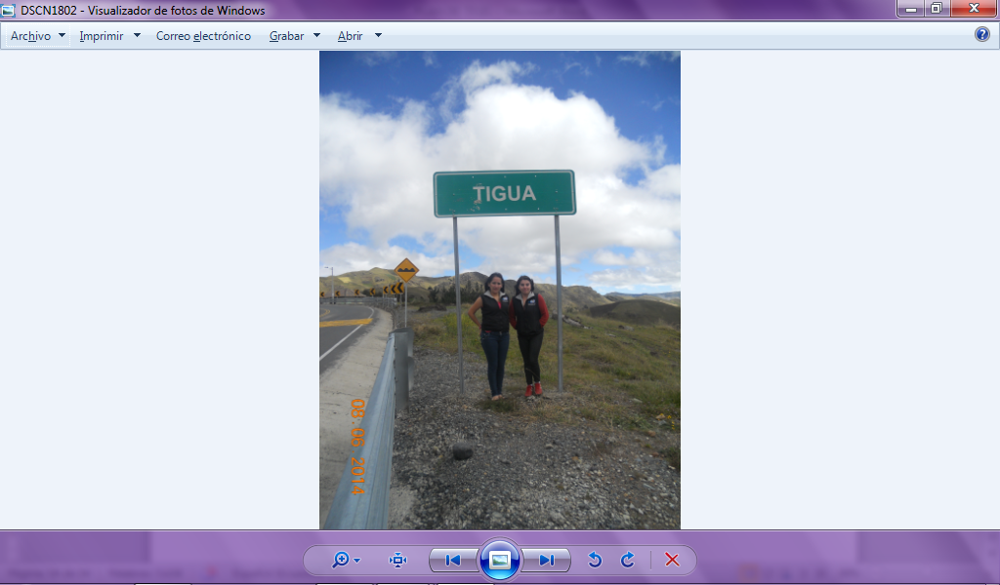 DSCN1802 - Visualizador de fotos de Windows
Archivo Imprimir Correo electrónico Grabar Abrir
TIGUA
08.06.2014